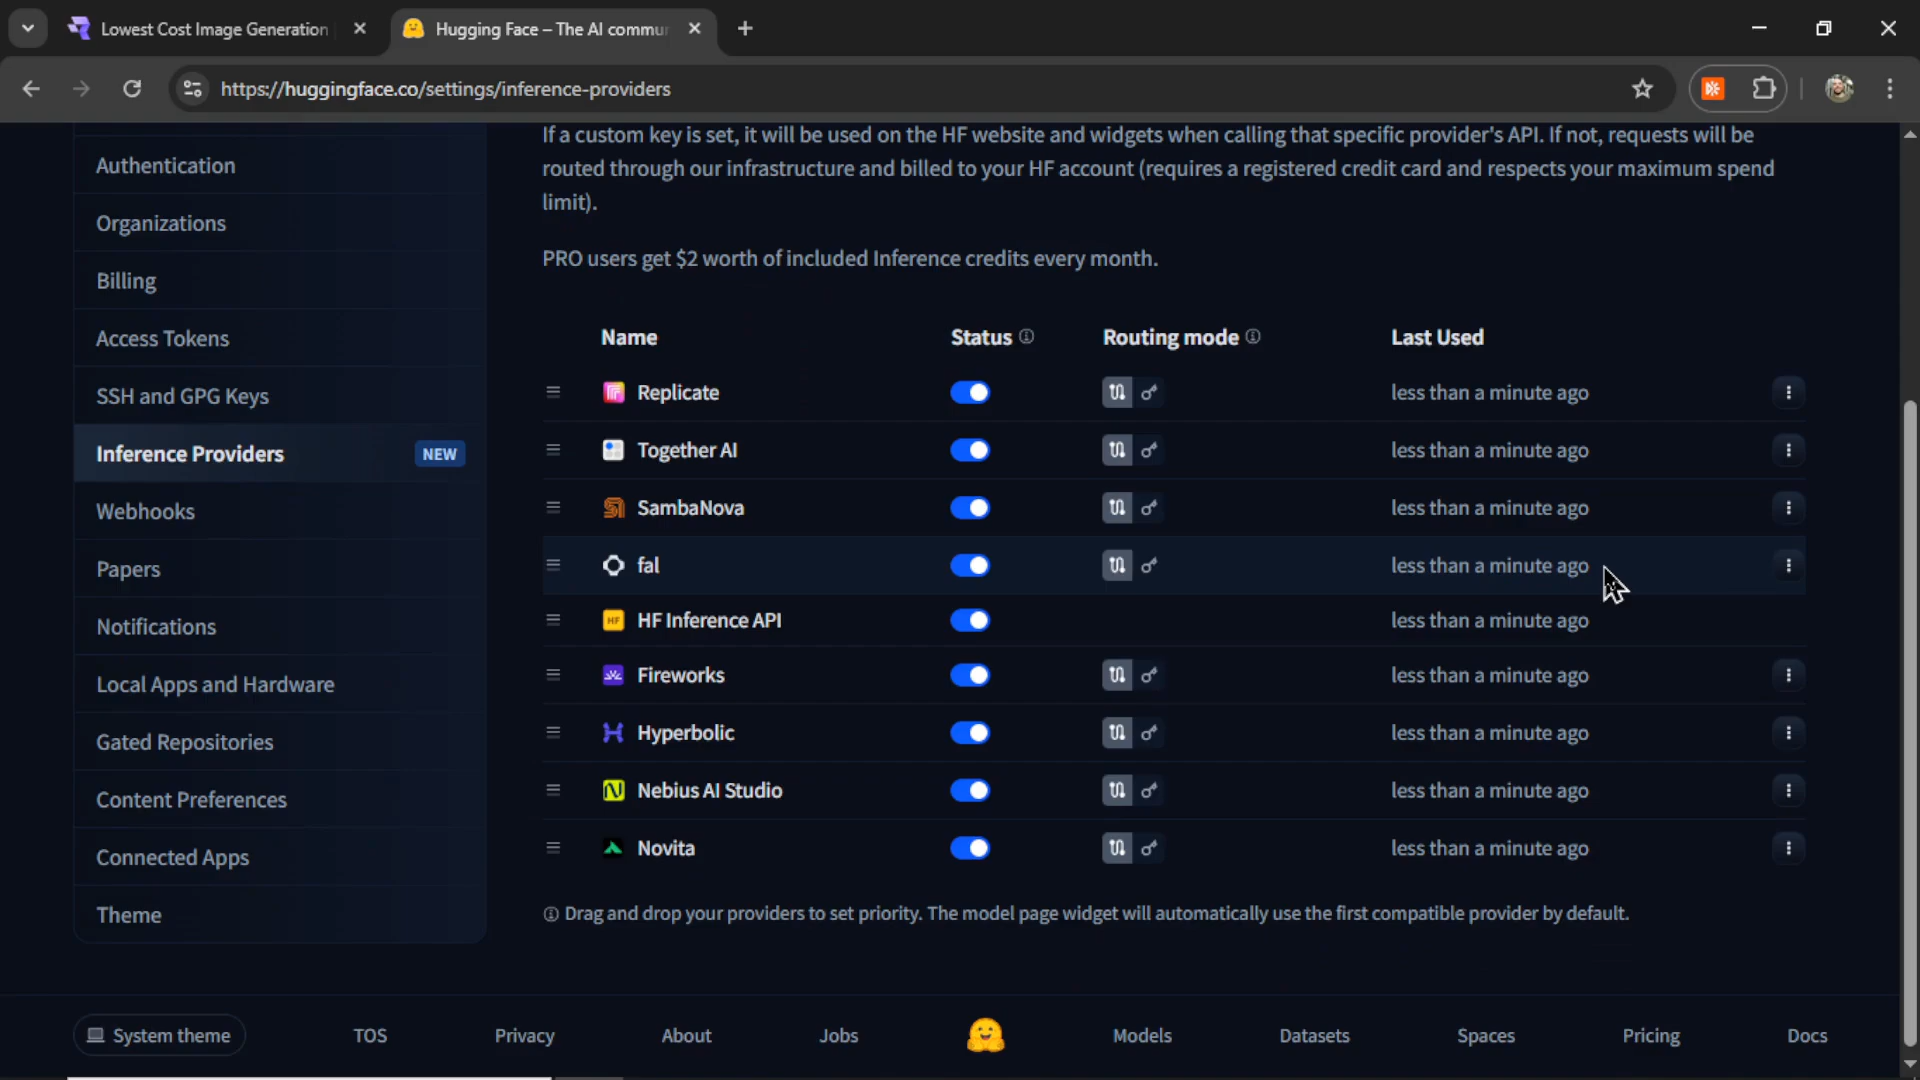 Lowest Cost Image Generation
Hugging Face – The AI commu
https://huggingface.co/settings/inference-providers
If a custom key is set, it will be used on the HF website and widgets when calling that specific provider's API. If not, requests will be
routed through our infrastructure and billed to your HF account (requires a registered credit card and respects your maximum spend
limit).
PRO users get $2 worth of included Inference credits every month.
Authentication
Organizations
Billing
Access Tokens
SSH and GPG Keys
Inference Providers NEW
Webhooks
Papers
Notifications
Local Apps and Hardware
Gated Repositories
Content Preferences
Connected Apps
Theme
Name Status Routing mode Last Used
Replicate less than a minute ago
Together AI less than a minute ago
SambaNova less than a minute ago
fal less than a minute ago
HF HF Inference API less than a minute ago
Fireworks less than a minute ago
Hyperbolic less than a minute ago
Nebius AI Studio less than a minute ago
Novita less than a minute ago
Drag and drop your providers to set priority. The model page widget will automatically use the first compatible provider by default.
System theme TOS Privacy About Jobs Models Datasets Spaces Pricing Docs